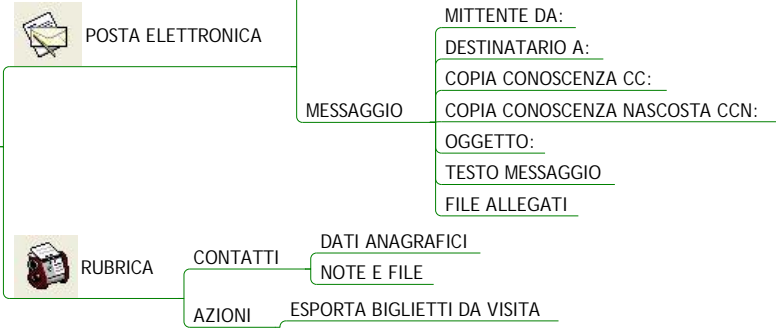 POSTA ELETTRONICA
MESSAGGIO
MITTENTE DA:
DESTINATARIO A:
COPIA CONOSCENZA CC:
COPIA CONOSCENZA NASCOSTA CCN:
OGGETTO:
TESTO MESSAGGIO
FILE ALLEGATI
RUBRICA
CONTATTI
DATI ANAGRAFICI
NOTE E FILE
AZIONI
ESPORTA BIGLIETTI DA VISITA